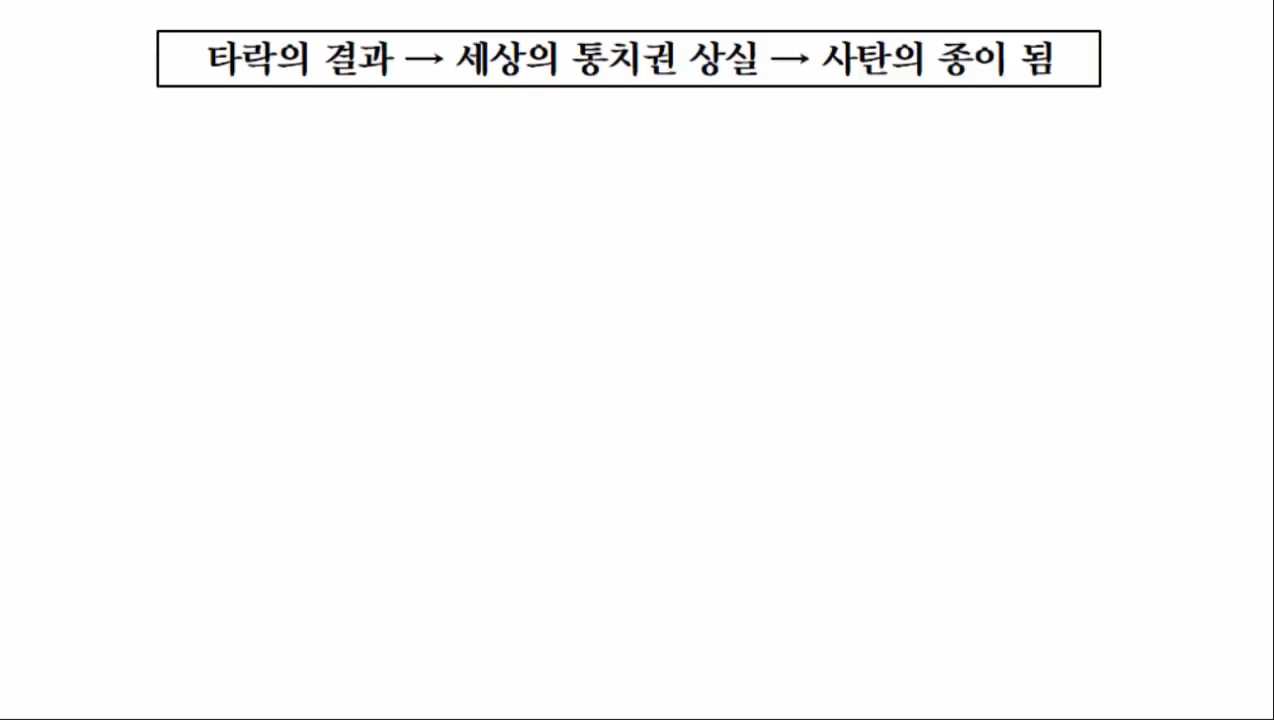 타락의 결과 → 세상의 통치권 상실 → 사탄의 종이 됨